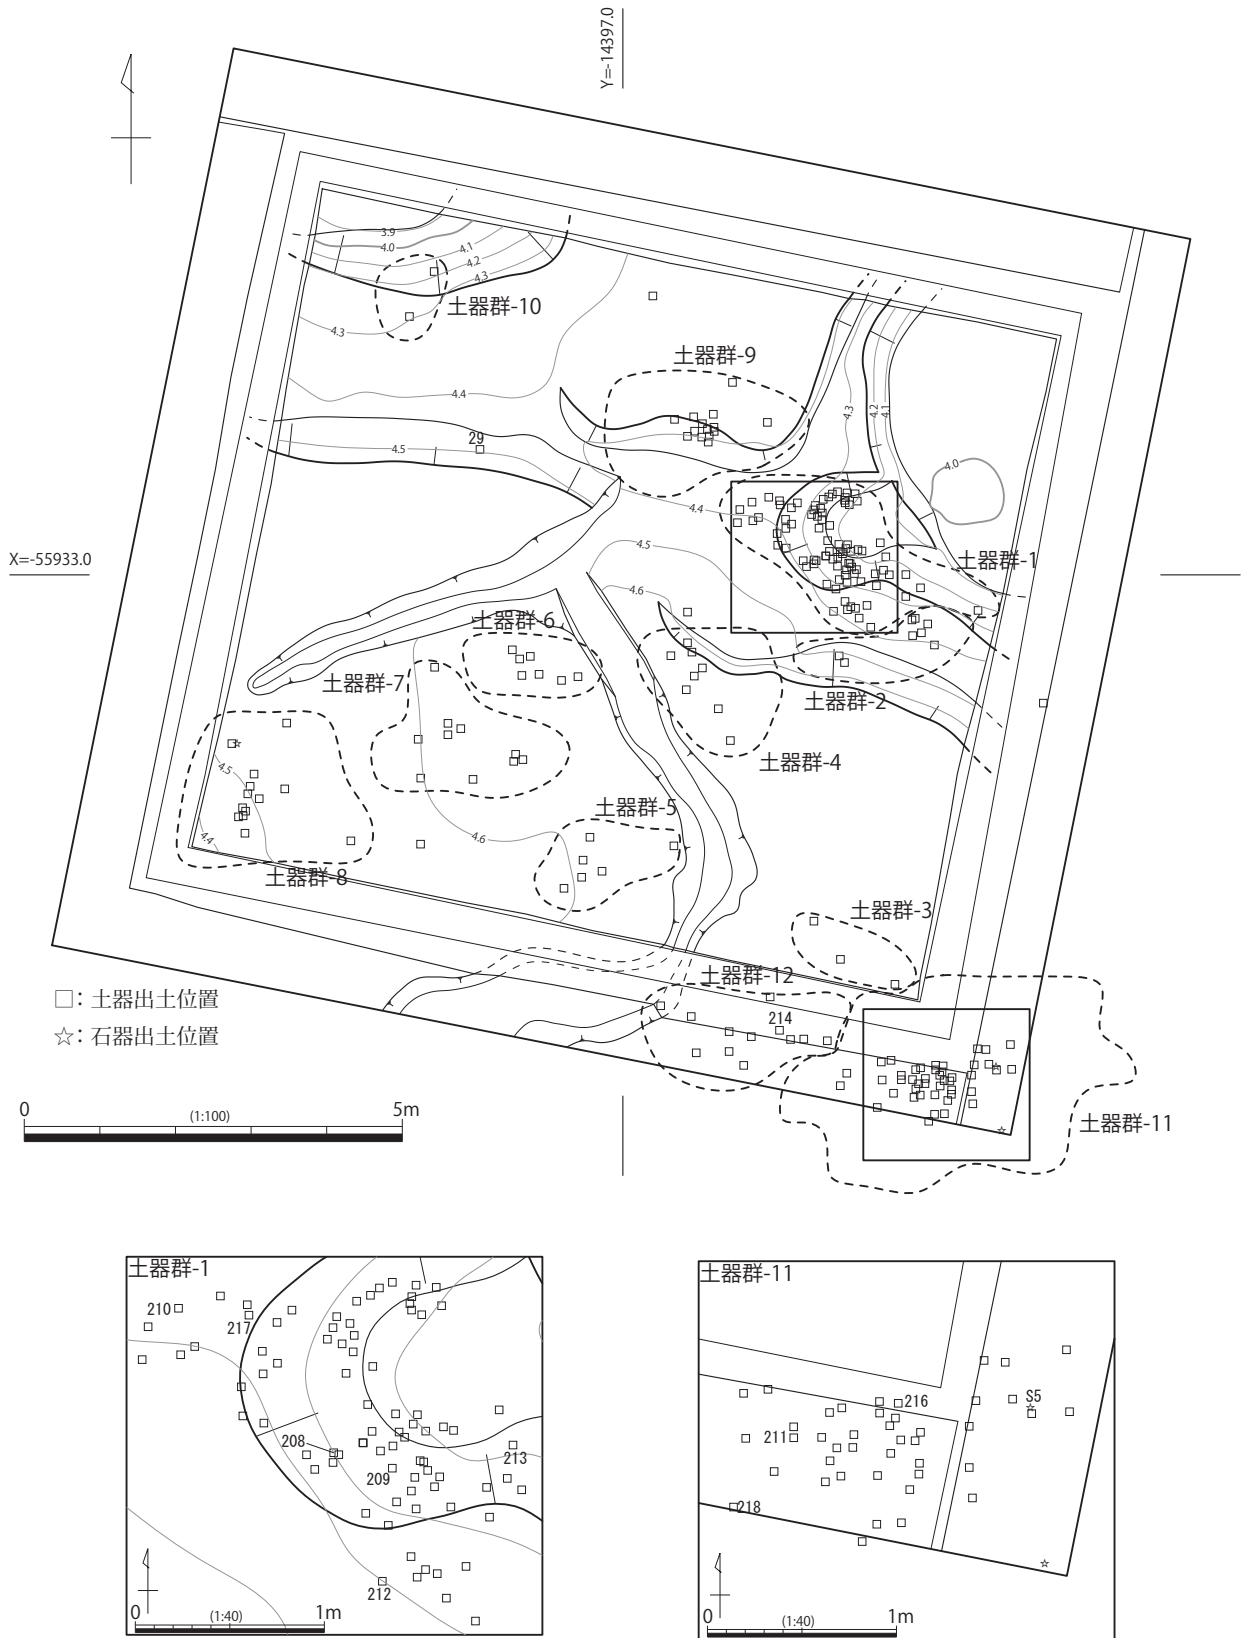 Y=-14397.0
3.9
4.0
4.1
4.2
4.3
土器群-10
4.3
土器群-9
4.4
4.3
4.2
4.1
29
4.5
4.0
4.4
X=-55933.0
4.5
土器群-1
4.6
土器群-6
土器群-7
土器群-2
土器群-4
4.5
土器群-5
4.4
4.6
土器群-8
土器群-3
土器群-12
□：土器出土位置
214
☆：石器出土位置
0 (1:100) 5m
土器群-11
土器群-1
210
217
208
209
213
212
0 (1:40) 1m
土器群-11
S5
216
211
218
0 (1:40) 1m